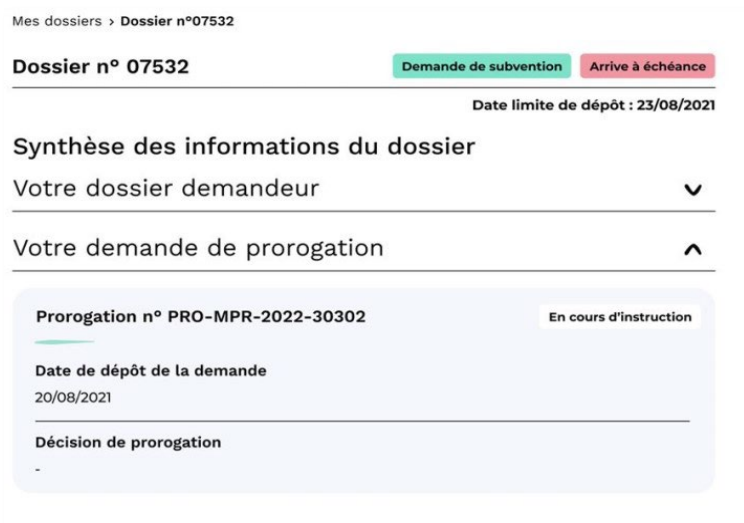 Mes dossiers › Dossier n°07532
Dossier n° 07532
Demande de subvention
Arrive à échéance
Date limite de dépôt : 23/08/2021
Synthèse des informations du dossier
Votre dossier demandeur
Votre demande de prorogation
Prorogation n° PRO-MPR-2022-30302
En cours d'instruction
Date de dépôt de la demande
20/08/2021
Décision de prorogation
-